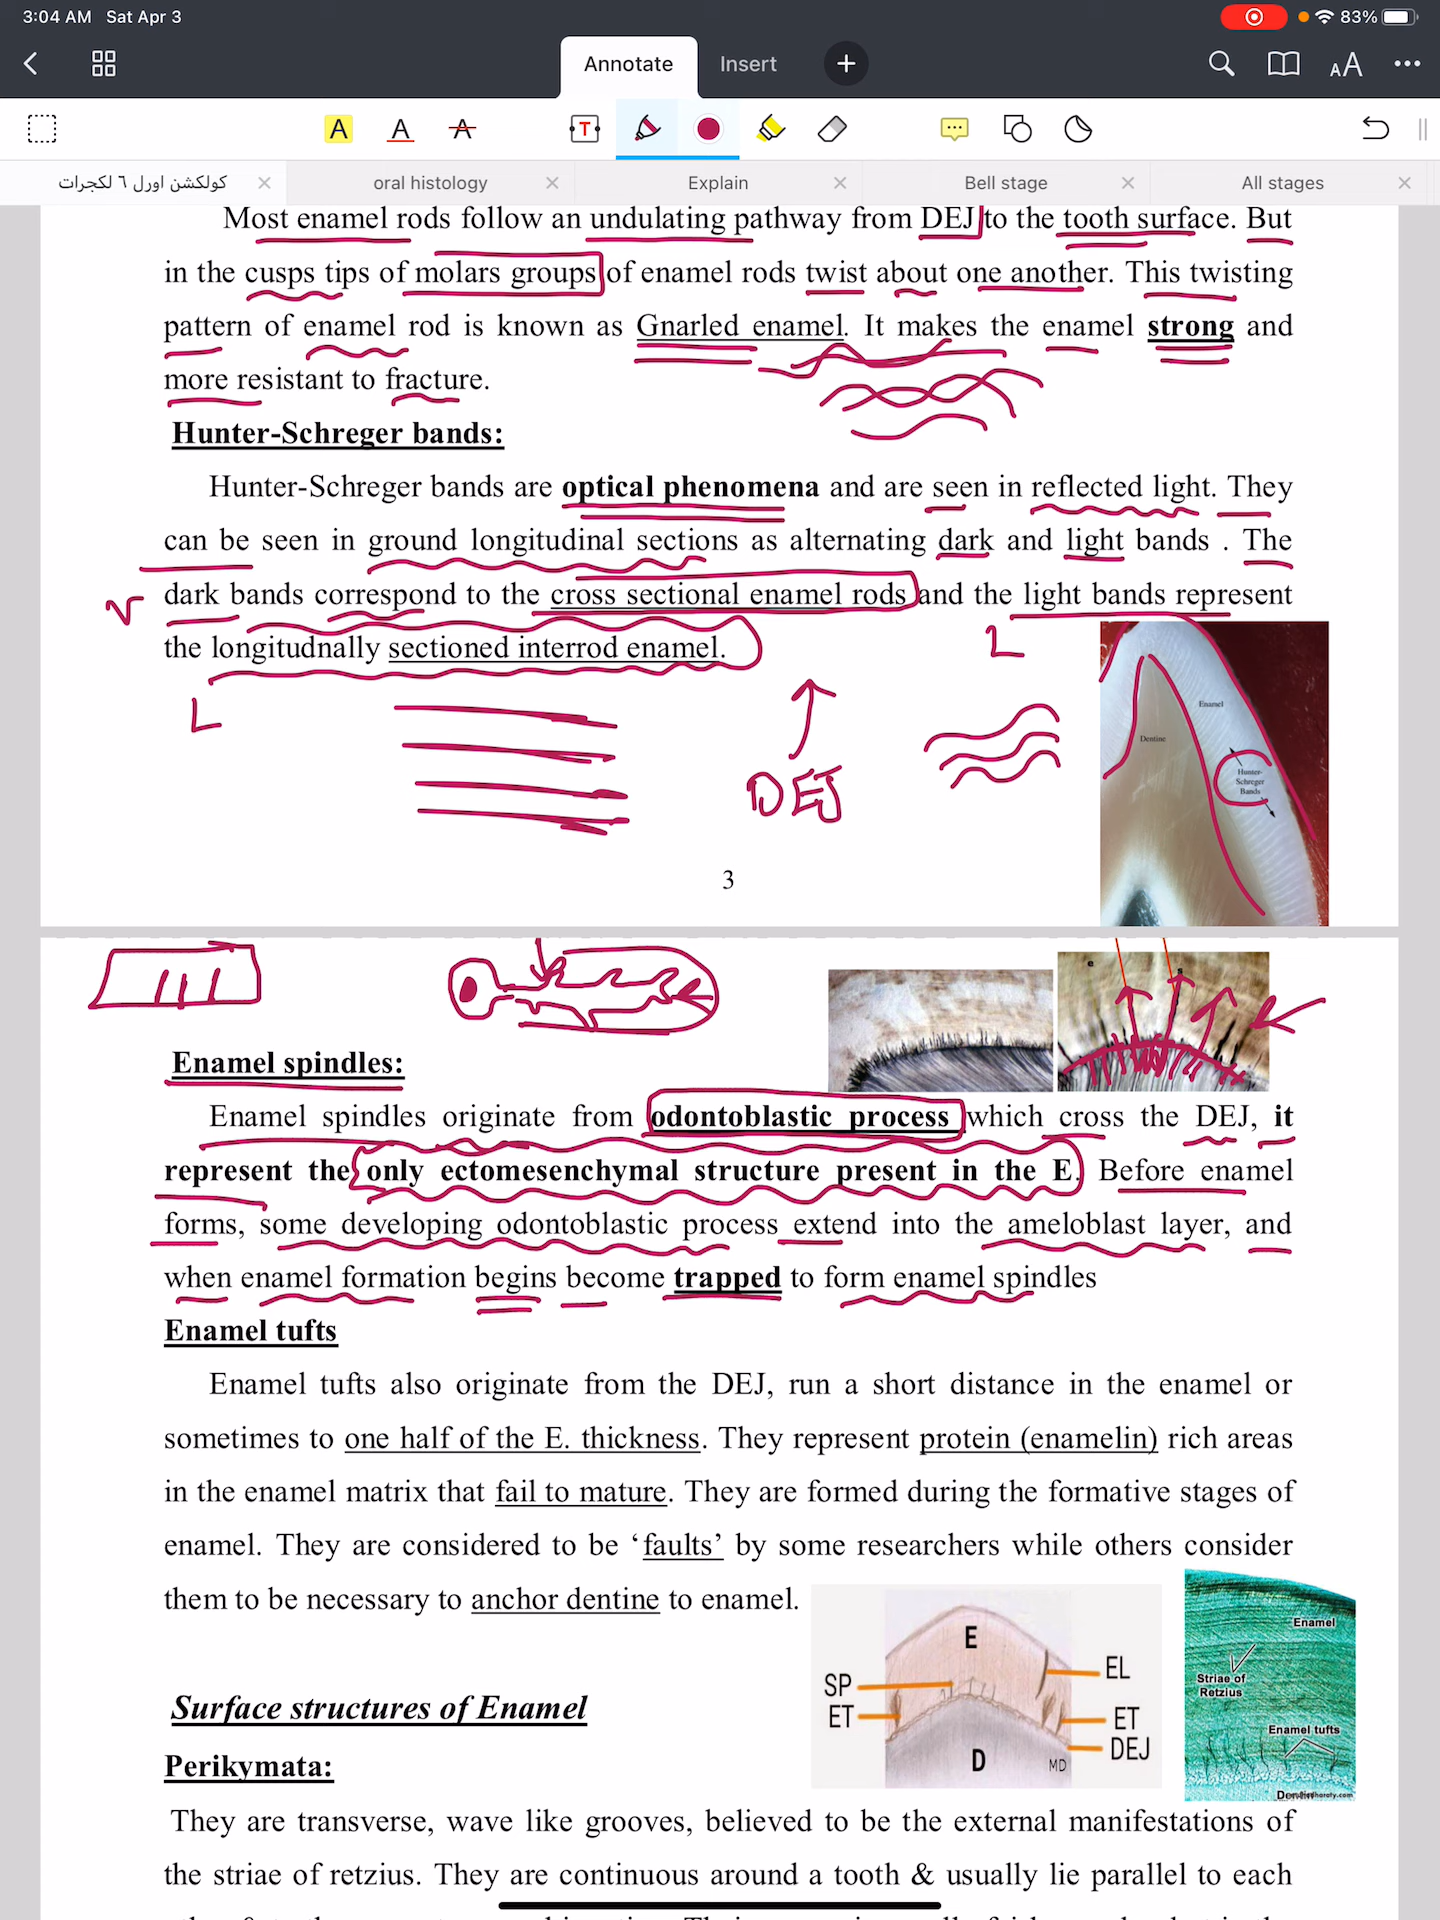 3:04 AM Sat Apr 3
83%
Annotate
Insert
AA
A A A T
كولكشن اورل ٦ لكجرات
oral histology
Explain
Bell stage
All stages
Most enamel rods follow an undulating pathway from DEJ to the tooth surface. But
in the cusps tips of molars groups of enamel rods twist about one another. This twisting
pattern of enamel rod is known as Gnarled enamel. It makes the enamel strong and
more resistant to fracture.
Hunter-Schreger bands:
Hunter-Schreger bands are optical phenomena and are seen in reflected light. They
can be seen in ground longitudinal sections as alternating dark and light bands . The
dark bands correspond to the cross sectional enamel rods and the light bands represent
the longitudnally sectioned interrod enamel.
L
L
DEJ
Enamel
Dentine
Hunter-
Schreger
Bands
3
e
s
Enamel spindles:
Enamel spindles originate from odontoblastic process which cross the DEJ, it
represent the only ectomesenchymal structure present in the E. Before enamel
forms, some developing odontoblastic process extend into the ameloblast layer, and
when enamel formation begins become trapped to form enamel spindles
Enamel tufts
Enamel tufts also originate from the DEJ, run a short distance in the enamel or
sometimes to one half of the E. thickness. They represent protein (enamelin) rich areas
in the enamel matrix that fail to mature. They are formed during the formative stages of
enamel. They are considered to be ‘faults’ by some researchers while others consider
them to be necessary to anchor dentine to enamel.
E
SP
ET
EL
ET
DEJ
D
MD
Enamel
Striae of
Retzius
Enamel tufts
Surface structures of Enamel
Perikymata:
They are transverse, wave like grooves, believed to be the external manifestations of
the striae of retzius. They are continuous around a tooth & usually lie parallel to each